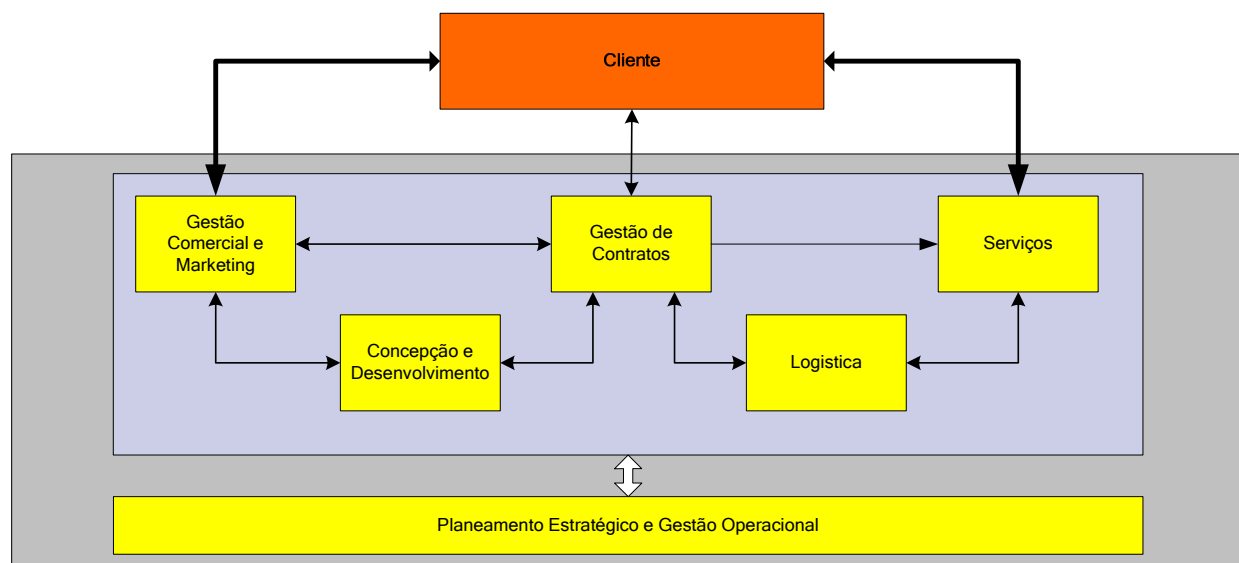 Cliente
Gestão
Comercial e
Marketing
Gestão de
Contratos
Serviços
Concepção e
Desenvolvimento
Logistica
Planeamento Estratégico e Gestão Operacional